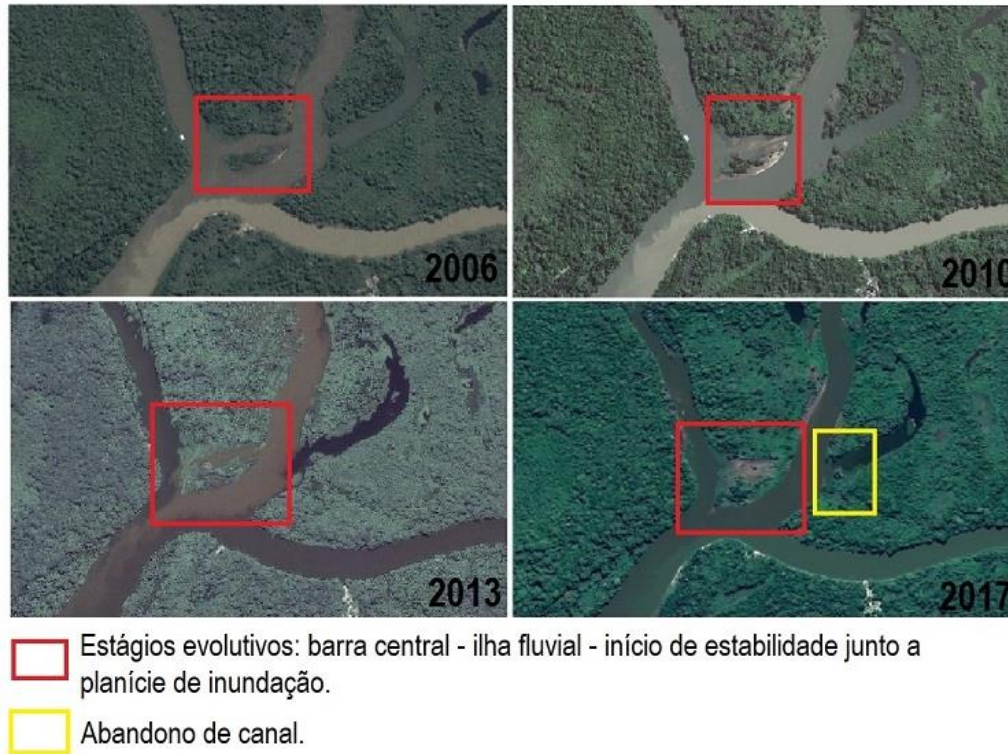 2006
2010
2013
2017
Estágios evolutivos: barra central - ilha fluvial - início de estabilidade junto a
planície de inundação.
Abandono de canal.